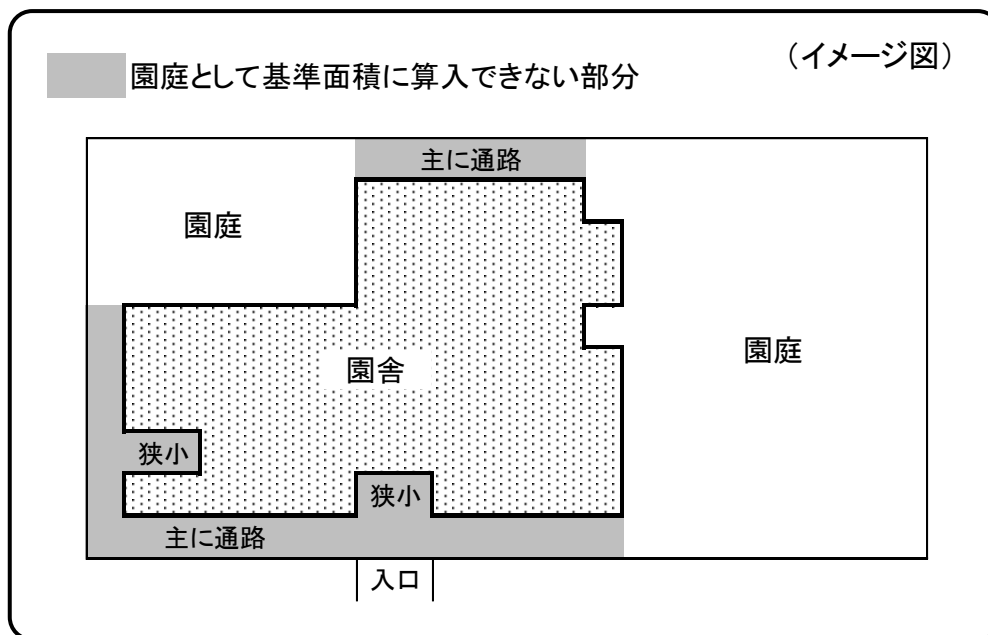 (イメージ図)
園庭として基準面積に算入できない部分
主に通路
園庭
園庭
園舎
狭小
狭小
主に通路
入口